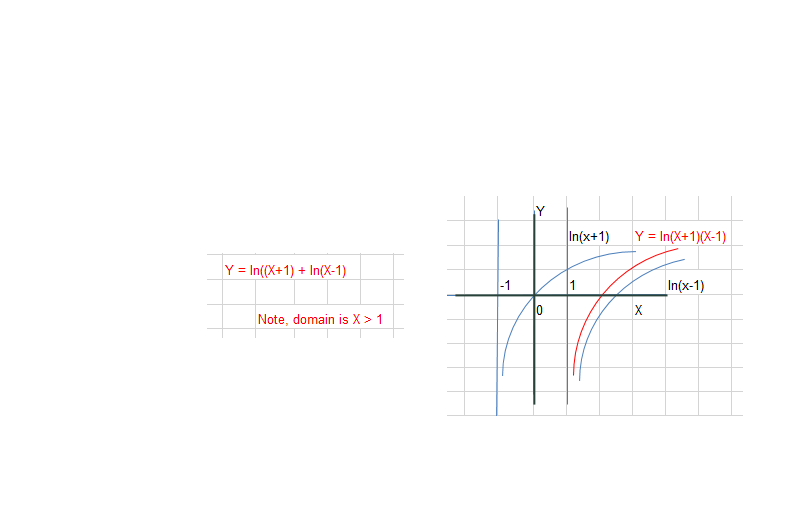 Y = ln((X+1) + ln(X-1)
Note, domain is X > 1
Y
ln(x+1)
Y = ln(X+1)(X-1)
-1
1
ln(x-1)
0
X